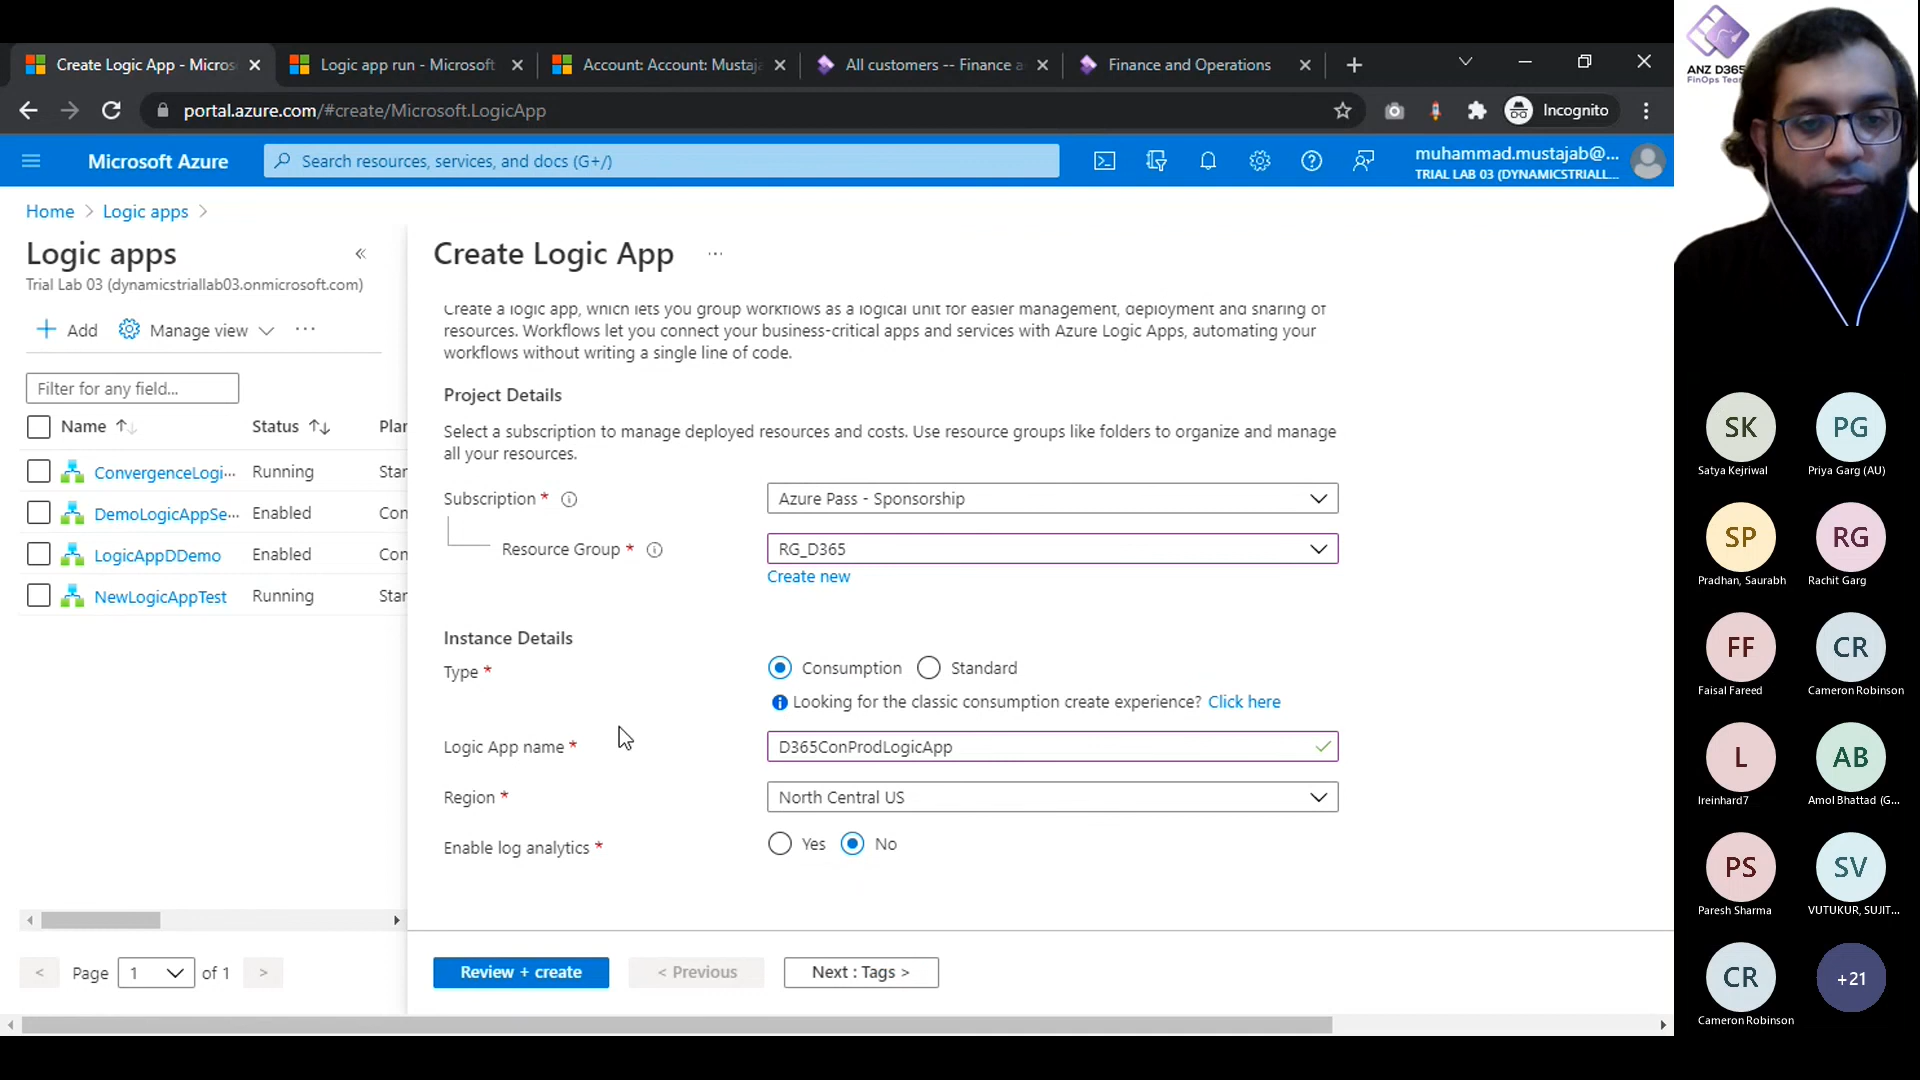 Create Logic App - Micros
Logic app run - Microsoft
Account: Account: Mustaj
All customers -- Finance a
Finance and Operations
portal.azure.com/#create/Microsoft.LogicApp
Incognito
Microsoft Azure
Search resources, services, and docs (G+/)
muhammad.mustajab@...
TRIAL LAB 03 (DYNAMICSTRIALL...
Home > Logic apps >
Logic apps
Trial Lab 03 (dynamicstriallab03.onmicrosoft.com)
Add
Manage view
Filter for any field...
Name
Status
Plan
ConvergenceLogi...
Running
Star
DemoLogicAppSe...
Enabled
Con
LogicAppDDemo
Enabled
Con
NewLogicAppTest
Running
Star
< Page 1 of 1 >
Create Logic App ...
Create a logic app, which lets you group workflows as a logical unit for easier management, deployment and sharing of
resources. Workflows let you connect your business-critical apps and services with Azure Logic Apps, automating your
workflows without writing a single line of code.
Project Details
Select a subscription to manage deployed resources and costs. Use resource groups like folders to organize and manage
all your resources.
Subscription *
Azure Pass - Sponsorship
Resource Group *
RG_D365
Create new
Instance Details
Type *
Consumption
Standard
Looking for the classic consumption create experience? Click here
Logic App name *
D365ConProdLogicApp
Region *
North Central US
Enable log analytics *
Yes
No
Review + create
< Previous
Next : Tags >
ANZ D365
FinOps Tea
SK
Satya Kejriwal
PG
Priya Garg (AU)
SP
Pradhan, Saurabh
RG
Rachit Garg
FF
Faisal Fareed
CR
Cameron Robinson
L
lreinhard7
AB
Amol Bhattad (G...
PS
Paresh Sharma
SV
VUTUKUR, SUJIT...
CR
Cameron Robinson
+21